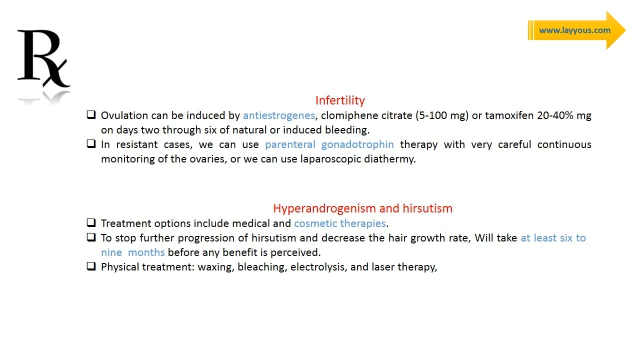 www.layyous.com
Rx
Infertility
❑ Ovulation can be induced by antiestrogenes, clomiphene citrate (5-100 mg) or tamoxifen 20-40% mg
on days two through six of natural or induced bleeding.
❑ In resistant cases, we can use parenteral gonadotrophin therapy with very careful continuous
monitoring of the ovaries, or we can use laparoscopic diathermy.
Hyperandrogenism and hirsutism
❑ Treatment options include medical and cosmetic therapies.
❑ To stop further progression of hirsutism and decrease the hair growth rate, Will take at least six to
nine months before any benefit is perceived.
❑ Physical treatment: waxing, bleaching, electrolysis, and laser therapy,